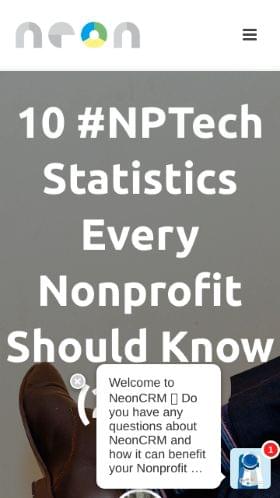 neon
10 #NPTech
Statistics
Every
Nonprofit
Should Know
(
Welcome to
NeonCRM ▯ Do
you have any
questions about
NeonCRM and
how it can benefit
your Nonprofit ...
1